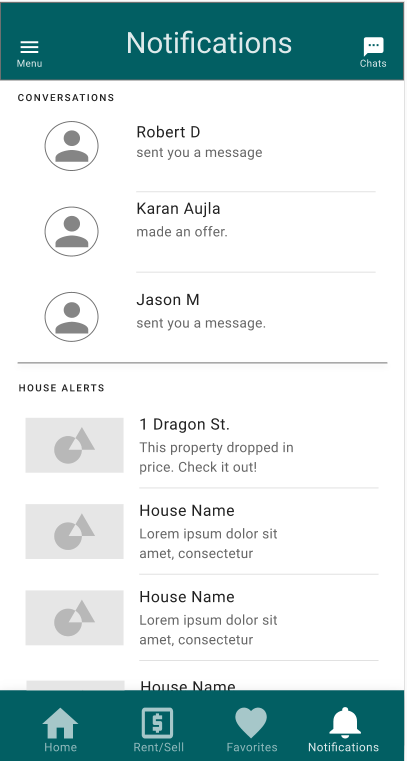 Notifications
Menu
Chats
CONVERSATIONS
Robert D
sent you a message
Karan Aujla
made an offer.
Jason M
sent you a message.
HOUSE ALERTS
1 Dragon St.
This property dropped in
price. Check it out!
House Name
Lorem ipsum dolor sit
amet, consectetur
House Name
Lorem ipsum dolor sit
amet, consectetur
House Name
Home
Rent/Sell
Favorites
Notifications